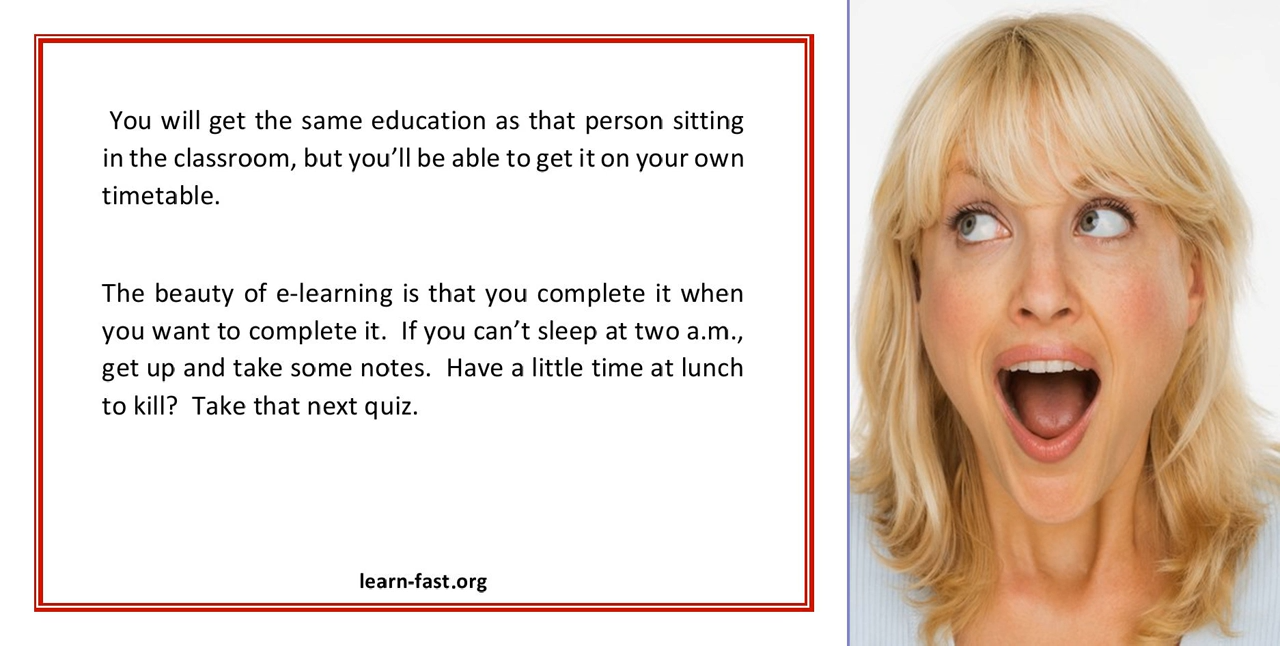 You will get the same education as that person sitting
in the classroom, but you’ll be able to get it on your own
timetable.
The beauty of e-learning is that you complete it when
you want to complete it.  If you can’t sleep at two a.m.,
get up and take some notes.  Have a little time at lunch
to kill?  Take that next quiz.
learn-fast.org